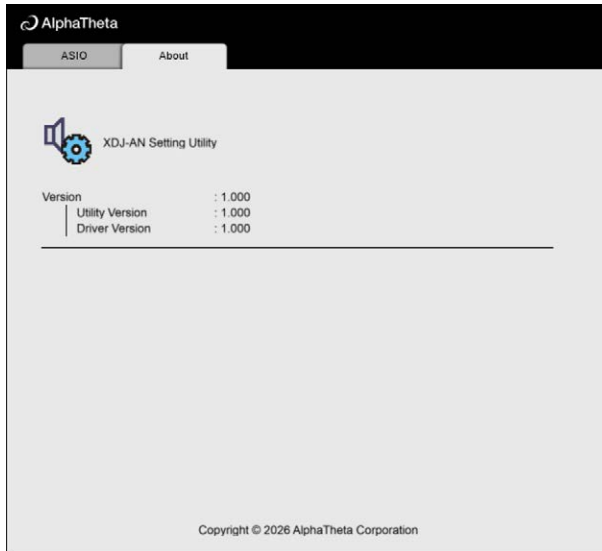 AlphaTheta
ASIO About
XDJ-AN Setting Utility
Version : 1.000
Utility Version : 1.000
Driver Version : 1.000
Copyright © 2026 AlphaTheta Corporation